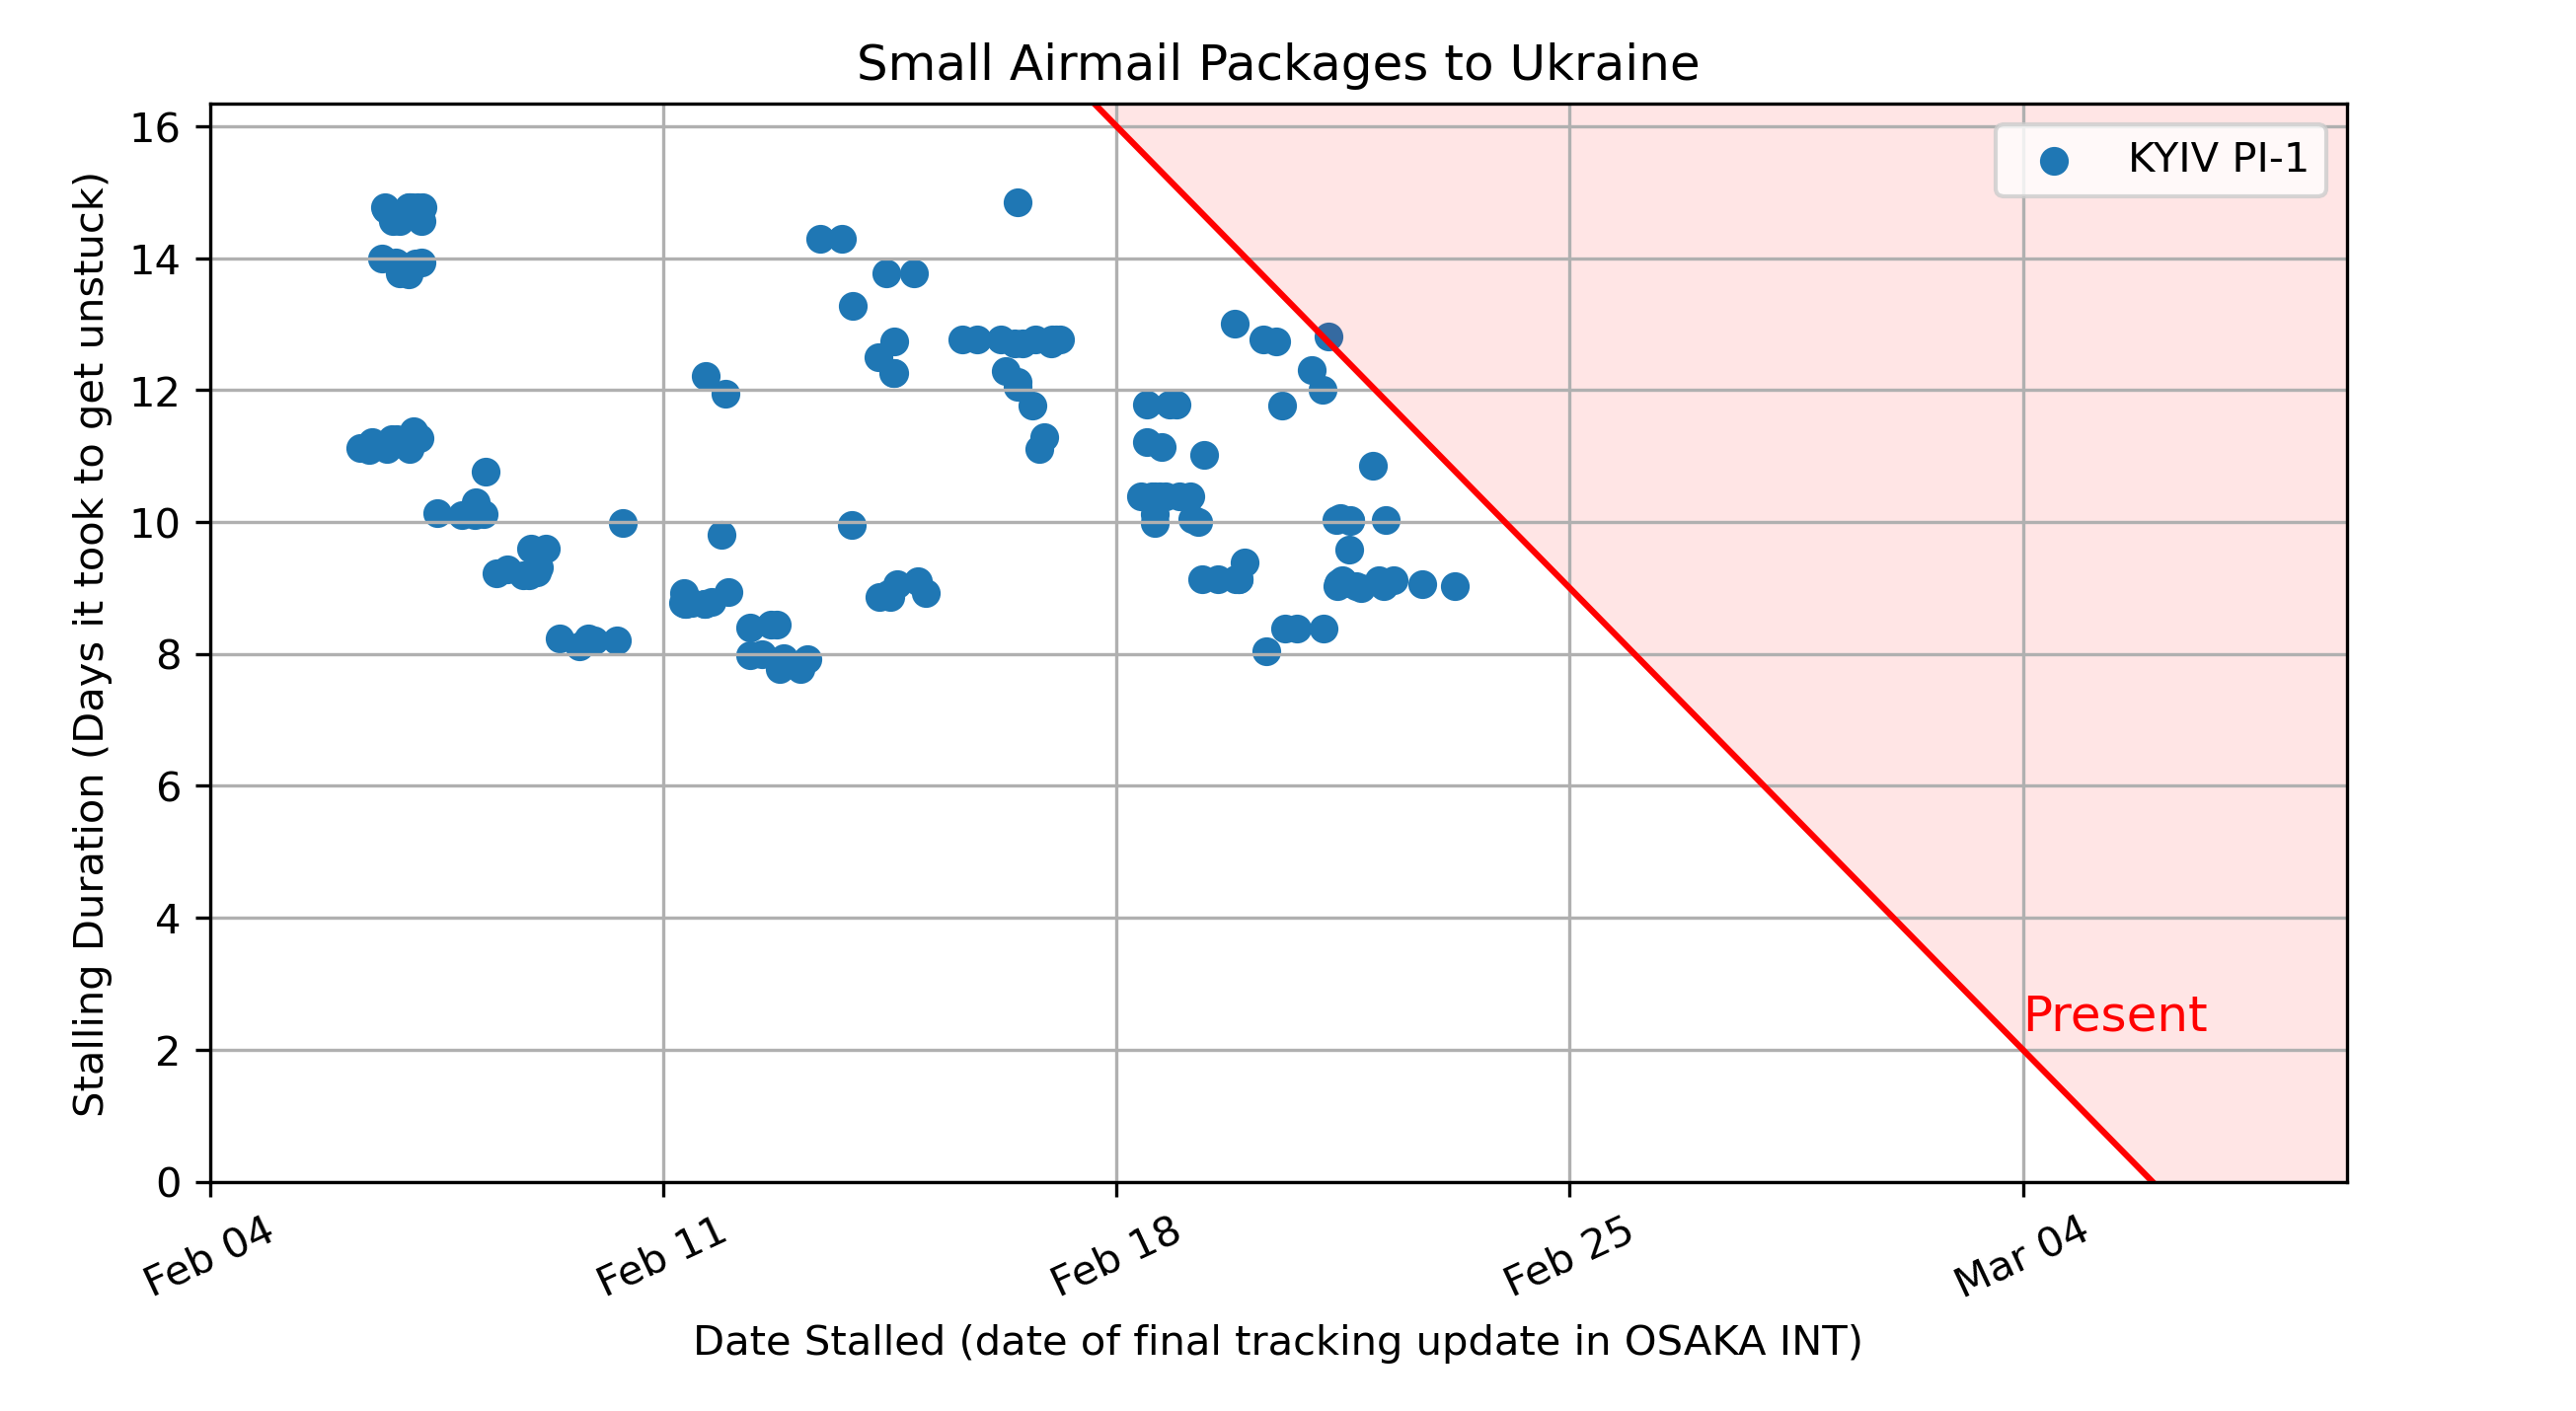 Small Airmail Packages to Ukraine
Stalling Duration (Days it took to get unstuck)
16
14
12
10
8
6
4
2
0
KYIV PI-1
Present
Feb 04
Feb 11
Feb 18
Feb 25
Mar 04
Date Stalled (date of final tracking update in OSAKA INT)